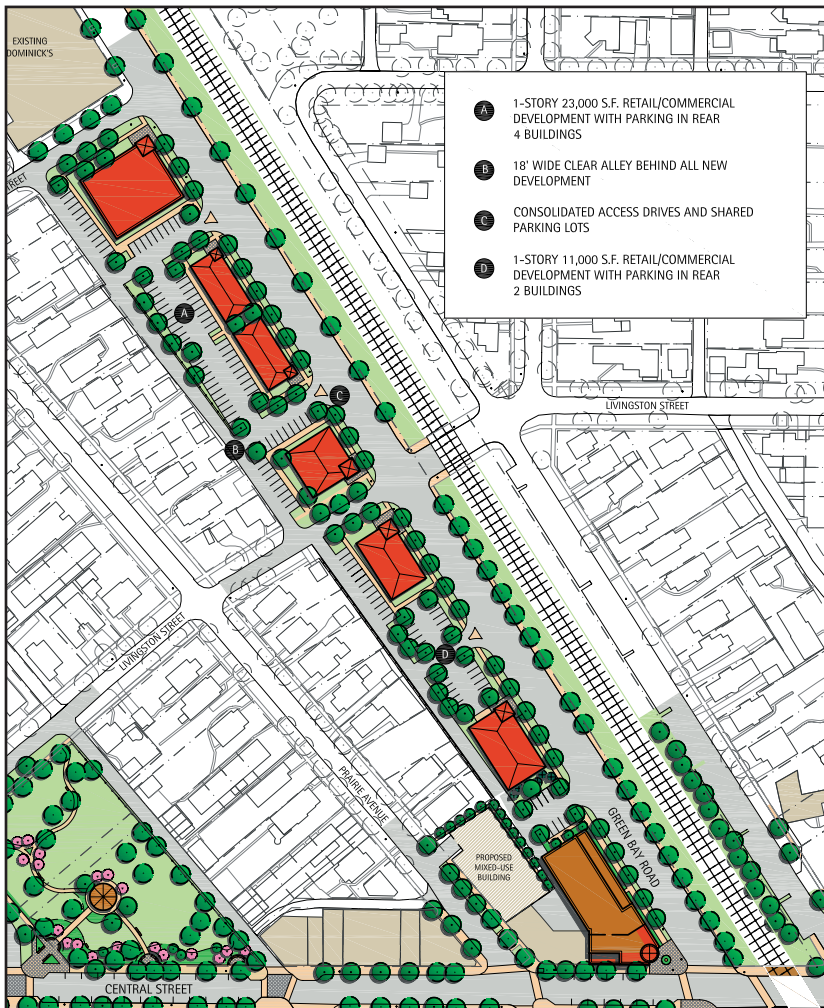 EXISTING
DOMINICK'S
A
1-STORY 23,000 S.F. RETAIL/COMMERCIAL
DEVELOPMENT WITH PARKING IN REAR
4 BUILDINGS
B
18' WIDE CLEAR ALLEY BEHIND ALL NEW
DEVELOPMENT
C
CONSOLIDATED ACCESS DRIVES AND SHARED
PARKING LOTS
D
1-STORY 11,000 S.F. RETAIL/COMMERCIAL
DEVELOPMENT WITH PARKING IN REAR
2 BUILDINGS
STREET
A
C
LIVINGSTON STREET
B
LIVINGSTON STREET
D
PRAIRIE AVENUE
GREEN BAY ROAD
PROPOSED
MIXED-USE
BUILDING
CENTRAL STREET